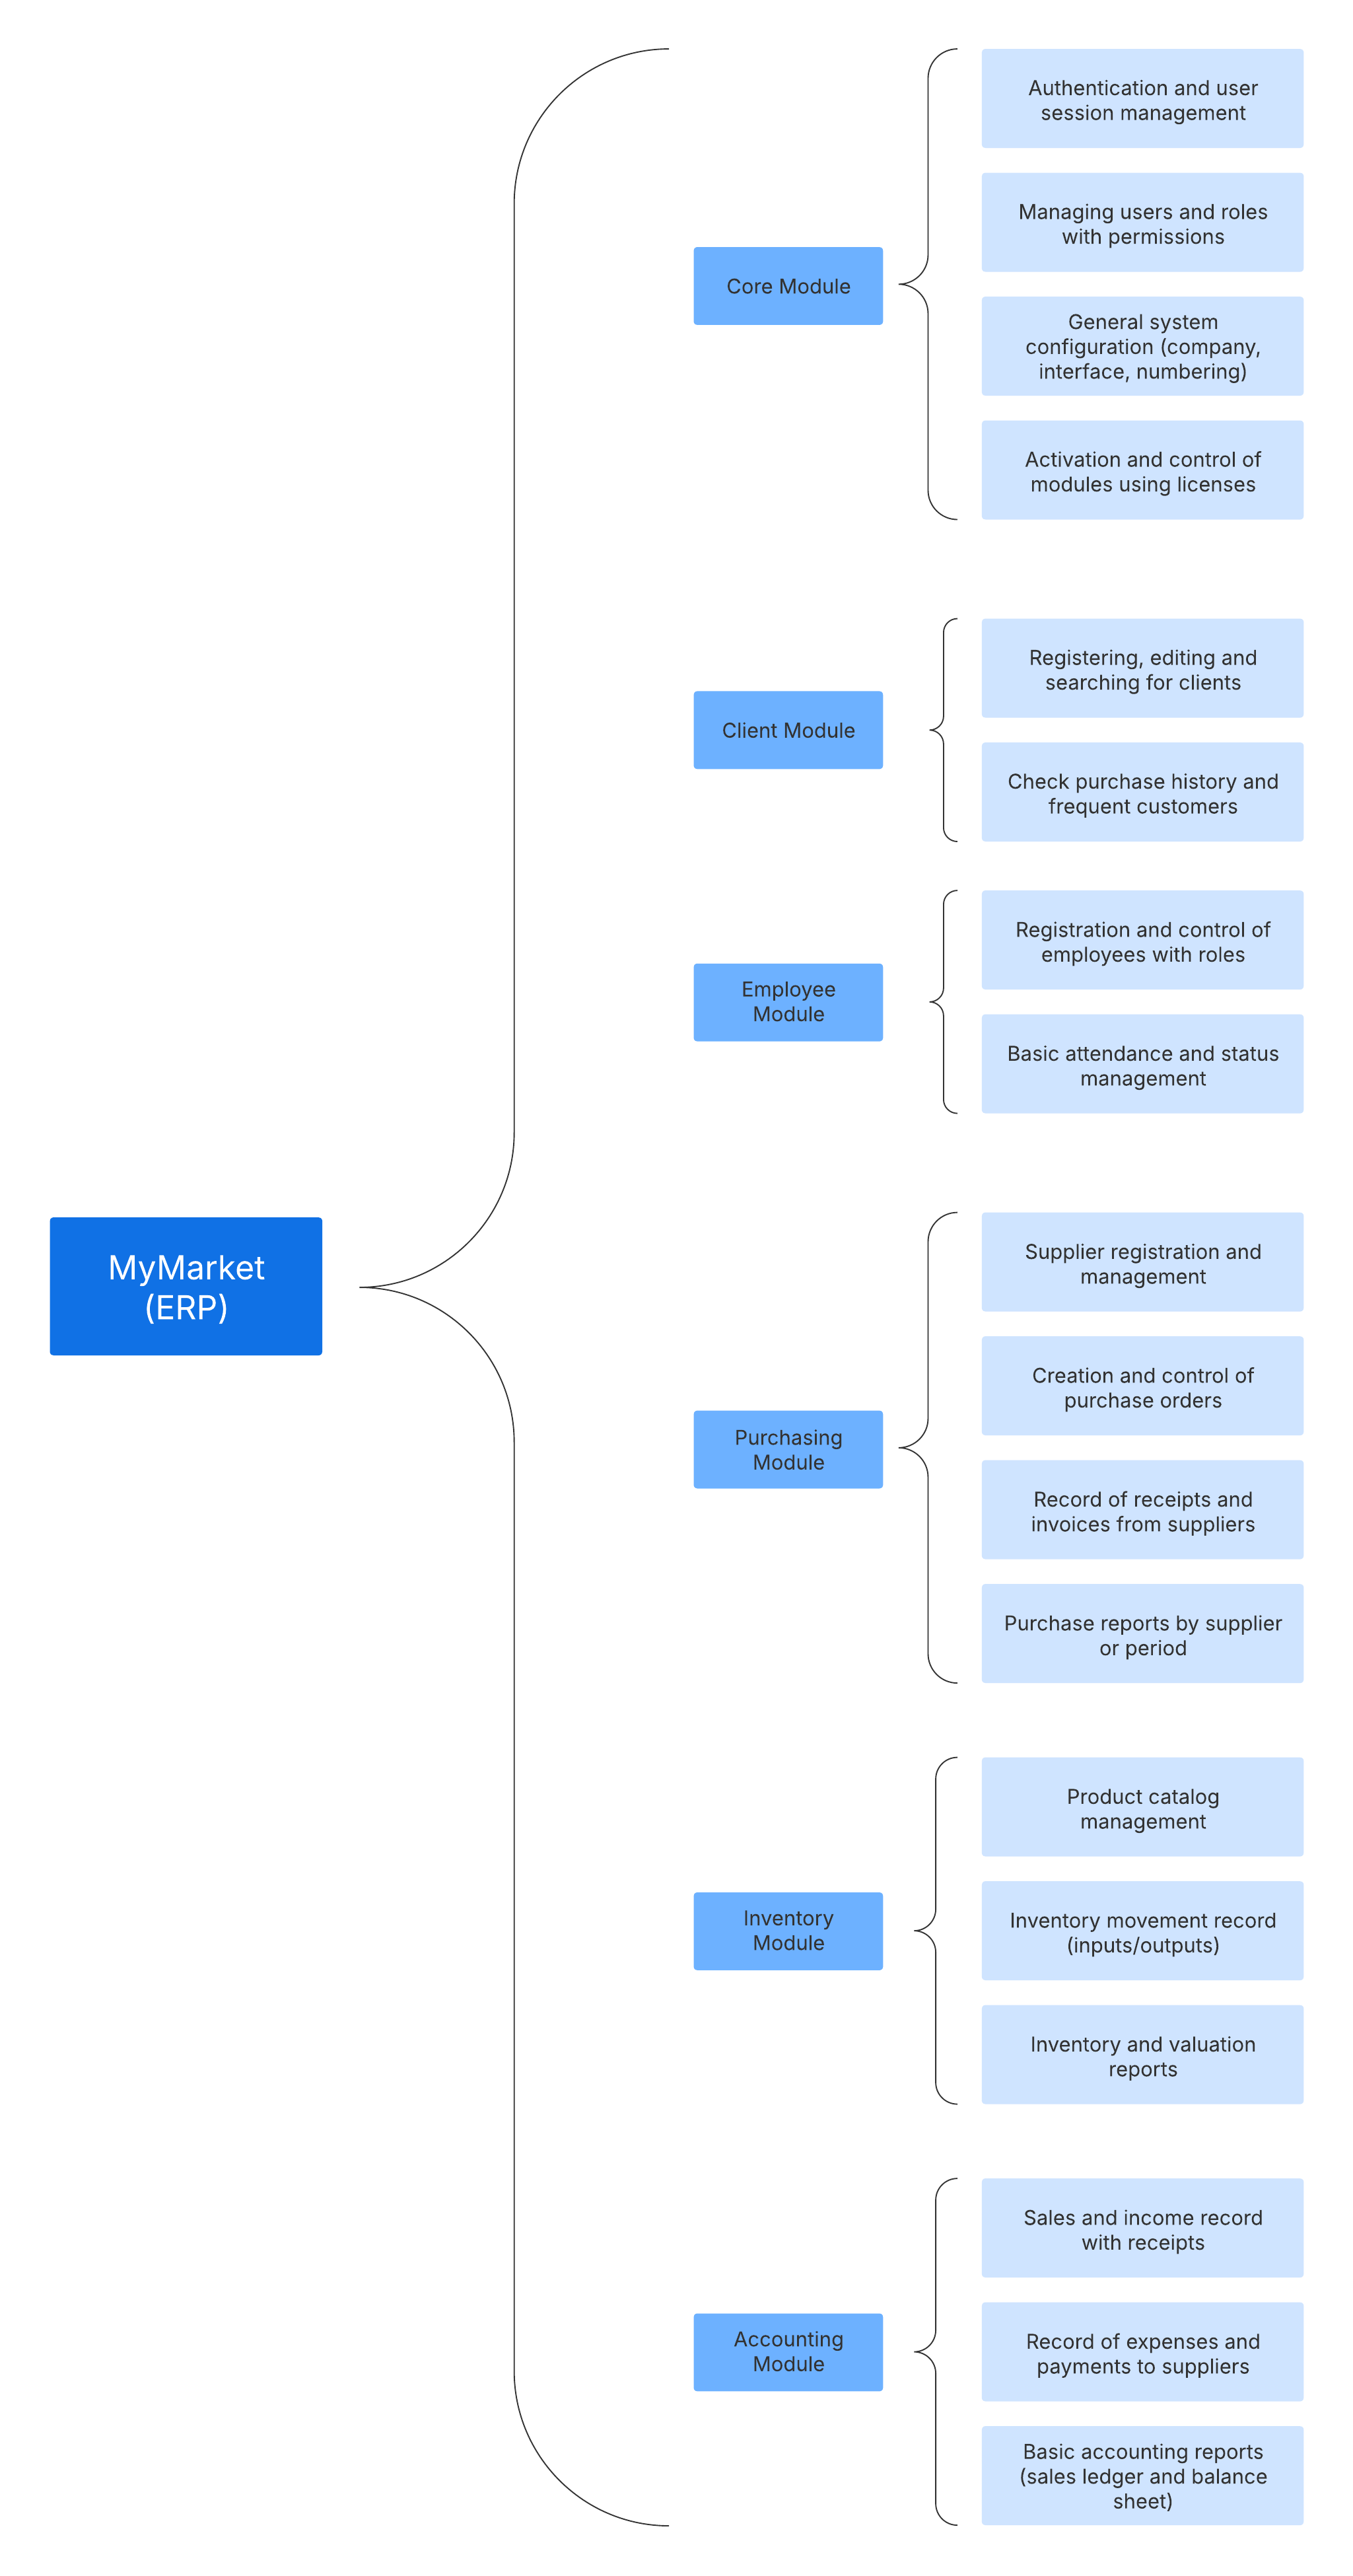 MyMarket
(ERP)
Core Module
Authentication and user
session management
Managing users and roles
with permissions
General system
configuration (company,
interface, numbering)
Activation and control of
modules using licenses
Client Module
Registering, editing and
searching for clients
Check purchase history and
frequent customers
Employee
Module
Registration and control of
employees with roles
Basic attendance and status
management
Purchasing
Module
Supplier registration and
management
Creation and control of
purchase orders
Record of receipts and
invoices from suppliers
Purchase reports by supplier
or period
Inventory
Module
Product catalog
management
Inventory movement record
(inputs/outputs)
Inventory and valuation
reports
Accounting
Module
Sales and income record
with receipts
Record of expenses and
payments to suppliers
Basic accounting reports
(sales ledger and balance
sheet)